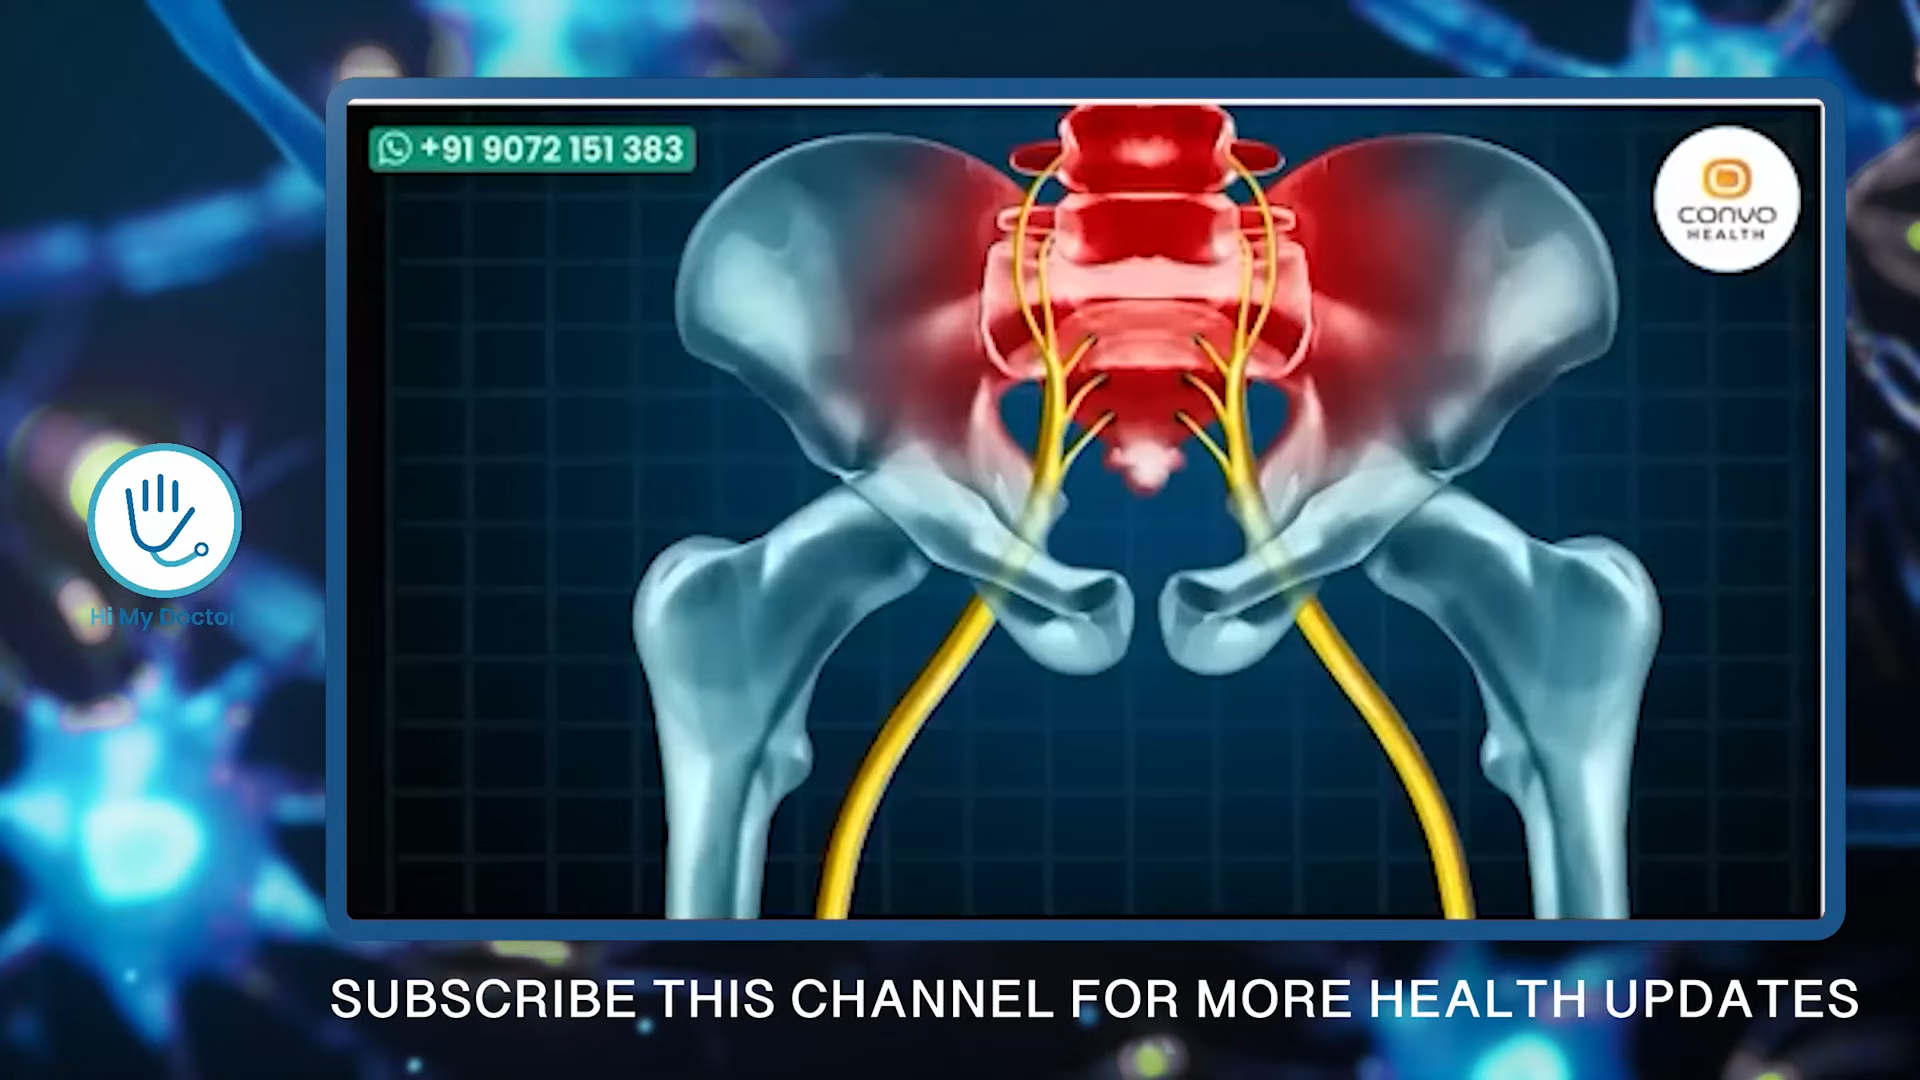 +91 9072 151 383
CONVO
HEALTH
Hi My Doctor
SUBSCRIBE THIS CHANNEL FOR MORE HEALTH UPDATES